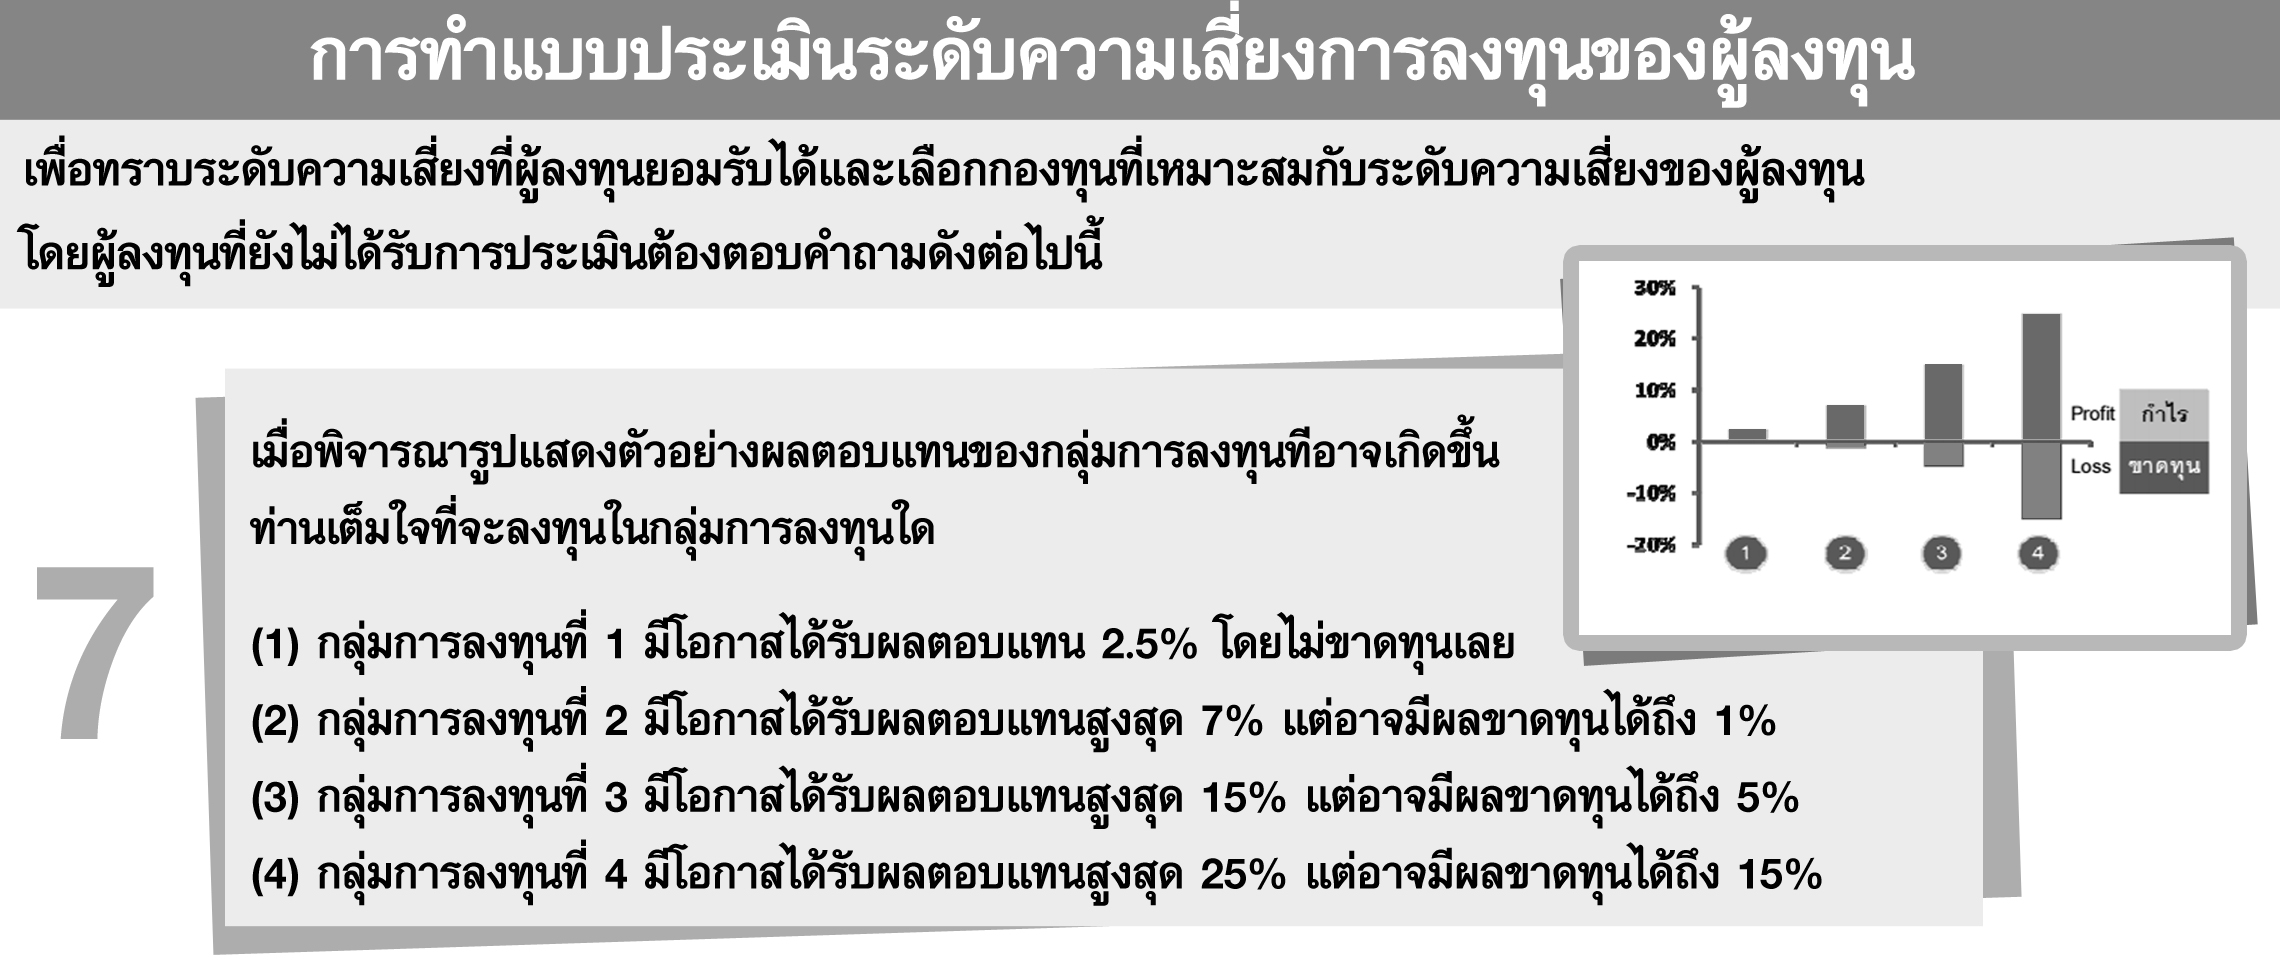 การทำแบบประเมินระดับความเสี่ยงการลงทุนของผู้ลงทุน
เพื่อทราบระดับความเสี่ยงที่ผู้ลงทุนยอมรับได้และเลือกกองทุนที่เหมาะสมกับระดับความเสี่ยงของผู้ลงทุน
โดยผู้ลงทุนที่ยังไม่ได้รับการประเมินต้องตอบคำถามดังต่อไปนี้
30%
20%
10%
0%
-10%
-20%
1 2 3 4
Profit กำไร
Loss ขาดทุน
7
เมื่อพิจารณารูปแสดงตัวอย่างผลตอบแทนของกลุ่มการลงทุนทีอาจเกิดขึ้น
ท่านเต็มใจที่จะลงทุนในกลุ่มการลงทุนใด
(1) กลุ่มการลงทุนที่ 1 มีโอกาสได้รับผลตอบแทน 2.5% โดยไม่ขาดทุนเลย
(2) กลุ่มการลงทุนที่ 2 มีโอกาสได้รับผลตอบแทนสูงสุด 7% แต่อาจมีผลขาดทุนได้ถึง 1%
(3) กลุ่มการลงทุนที่ 3 มีโอกาสได้รับผลตอบแทนสูงสุด 15% แต่อาจมีผลขาดทุนได้ถึง 5%
(4) กลุ่มการลงทุนที่ 4 มีโอกาสได้รับผลตอบแทนสูงสุด 25% แต่อาจมีผลขาดทุนได้ถึง 15%